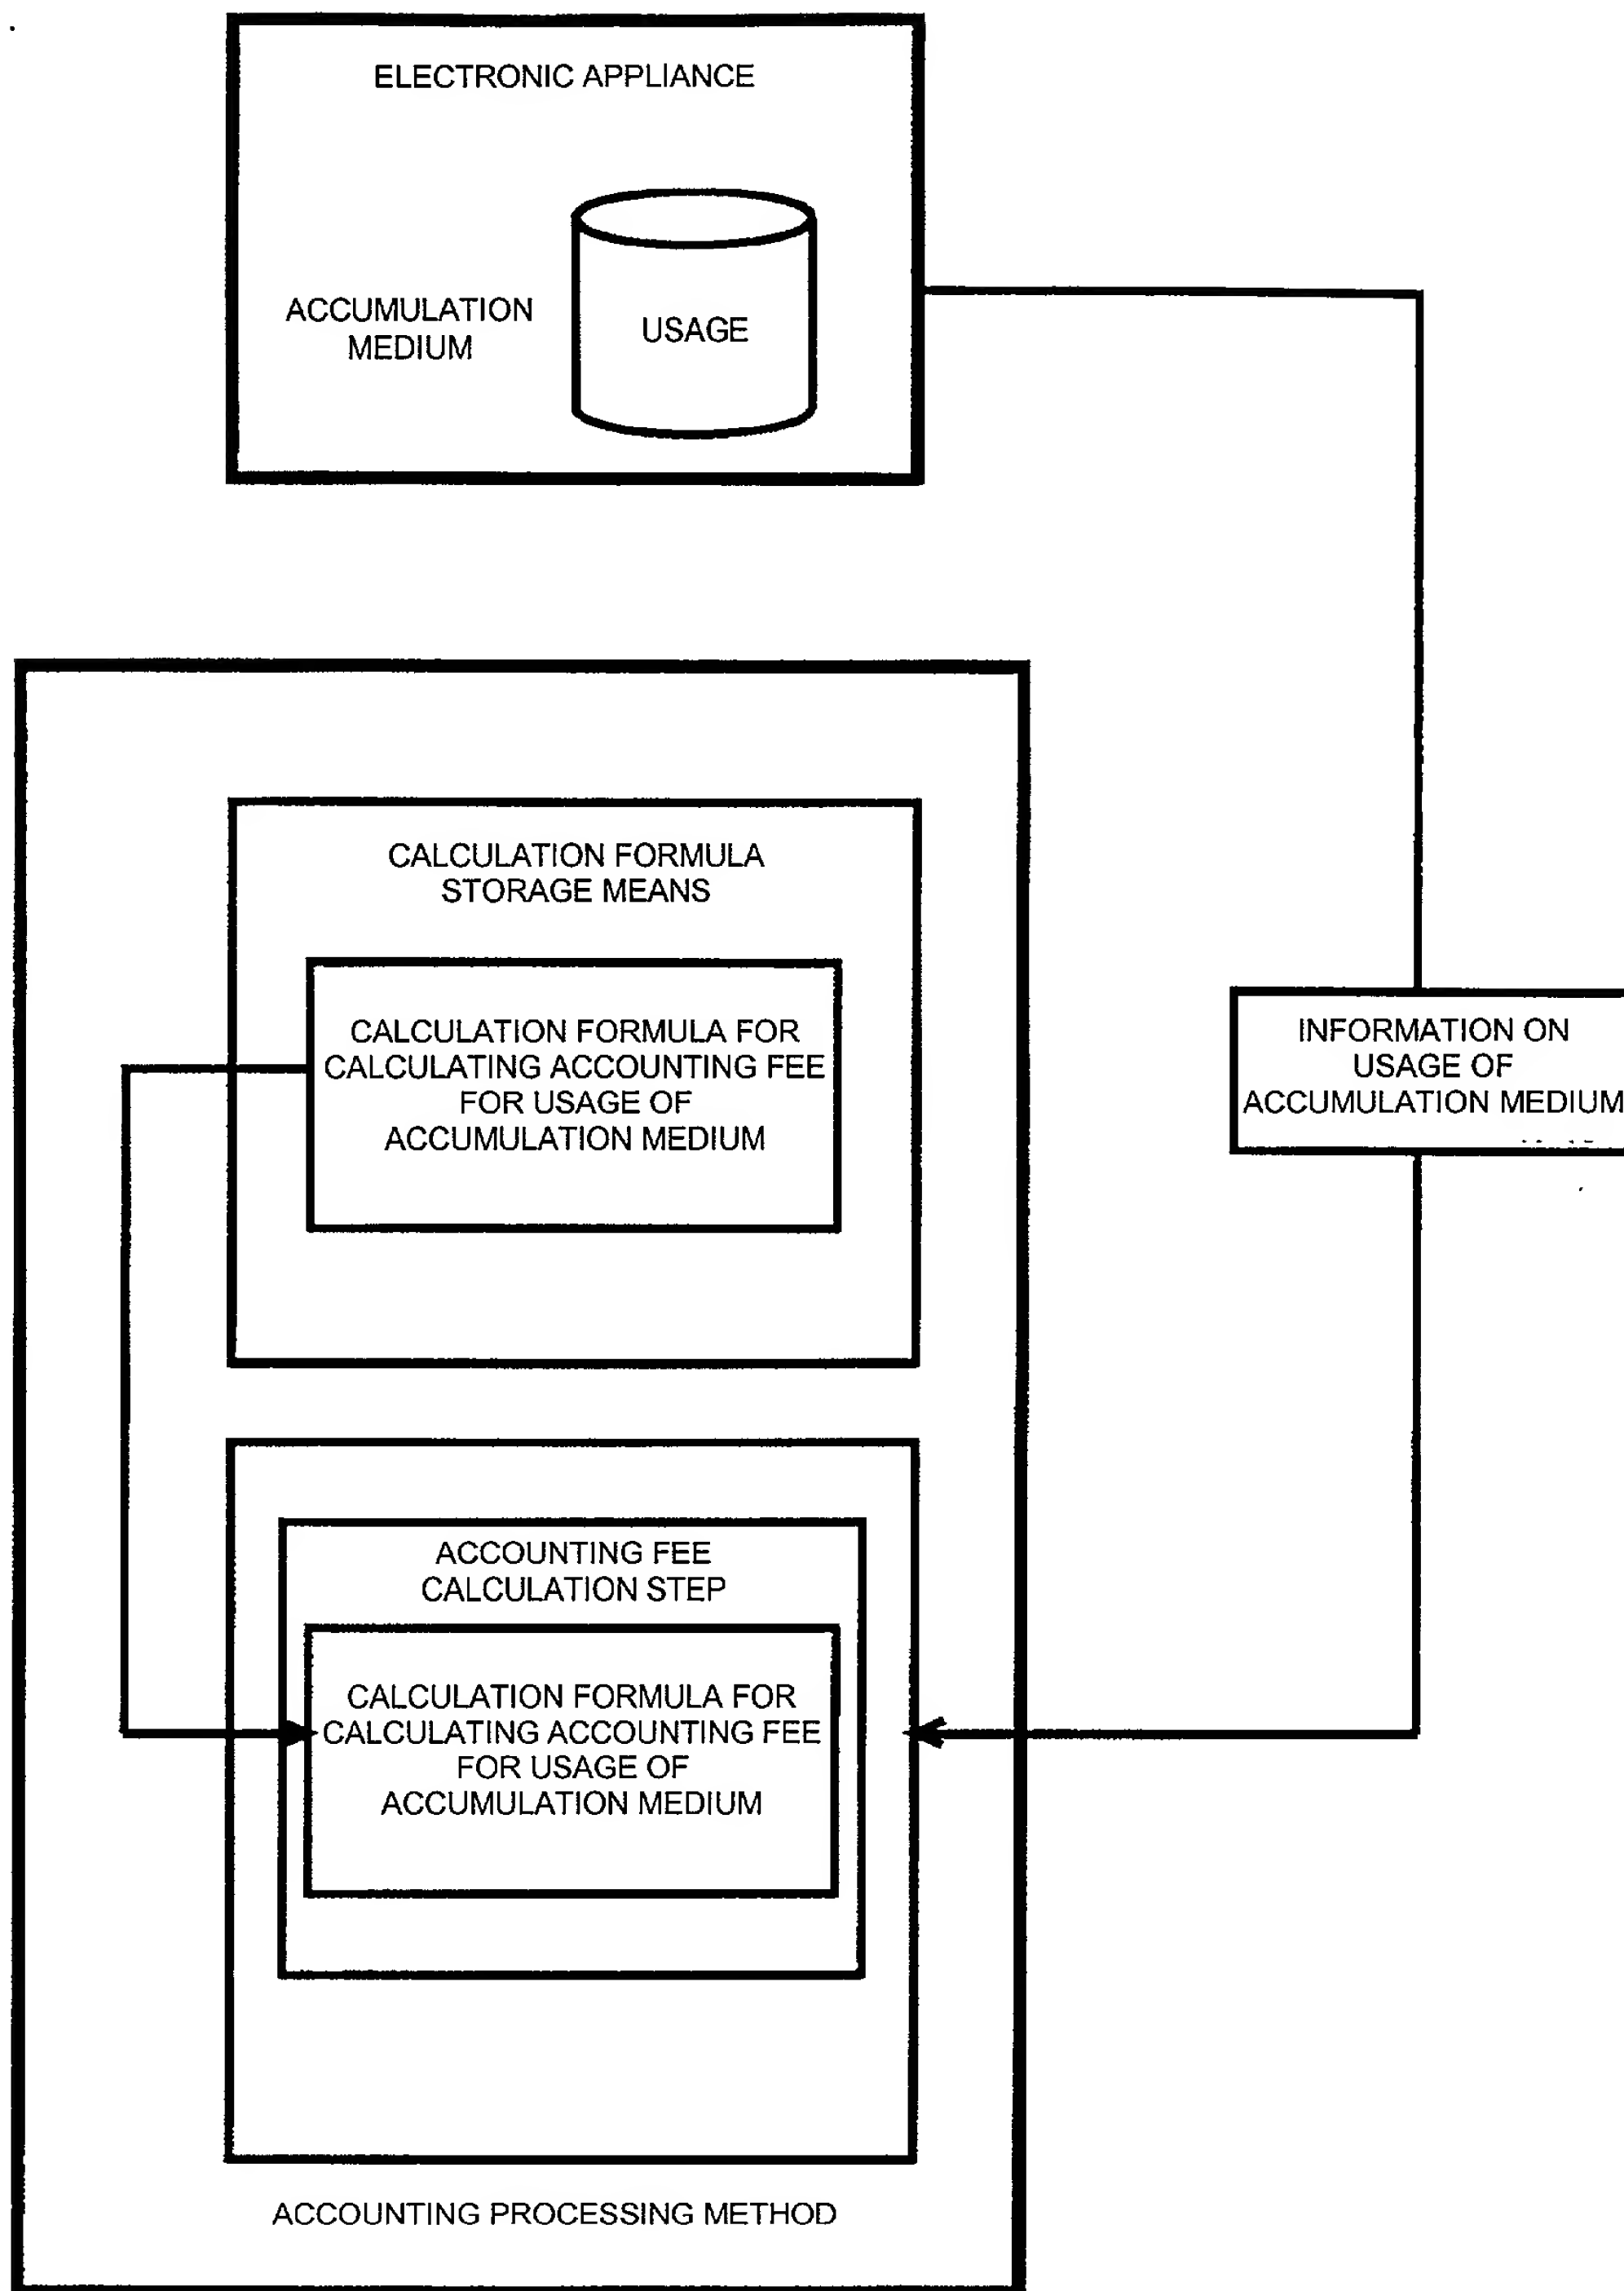 ELECTRONIC APPLIANCE
ACCUMULATION
MEDIUM
USAGE
CALCULATION FORMULA
STORAGE MEANS
CALCULATION FORMULA FOR
CALCULATING ACCOUNTING FEE
FOR USAGE OF
ACCUMULATION MEDIUM
INFORMATION ON
USAGE OF
ACCUMULATION MEDIUM
ACCOUNTING FEE
CALCULATION STEP
CALCULATION FORMULA FOR
CALCULATING ACCOUNTING FEE
FOR USAGE OF
ACCUMULATION MEDIUM
ACCOUNTING PROCESSING METHOD